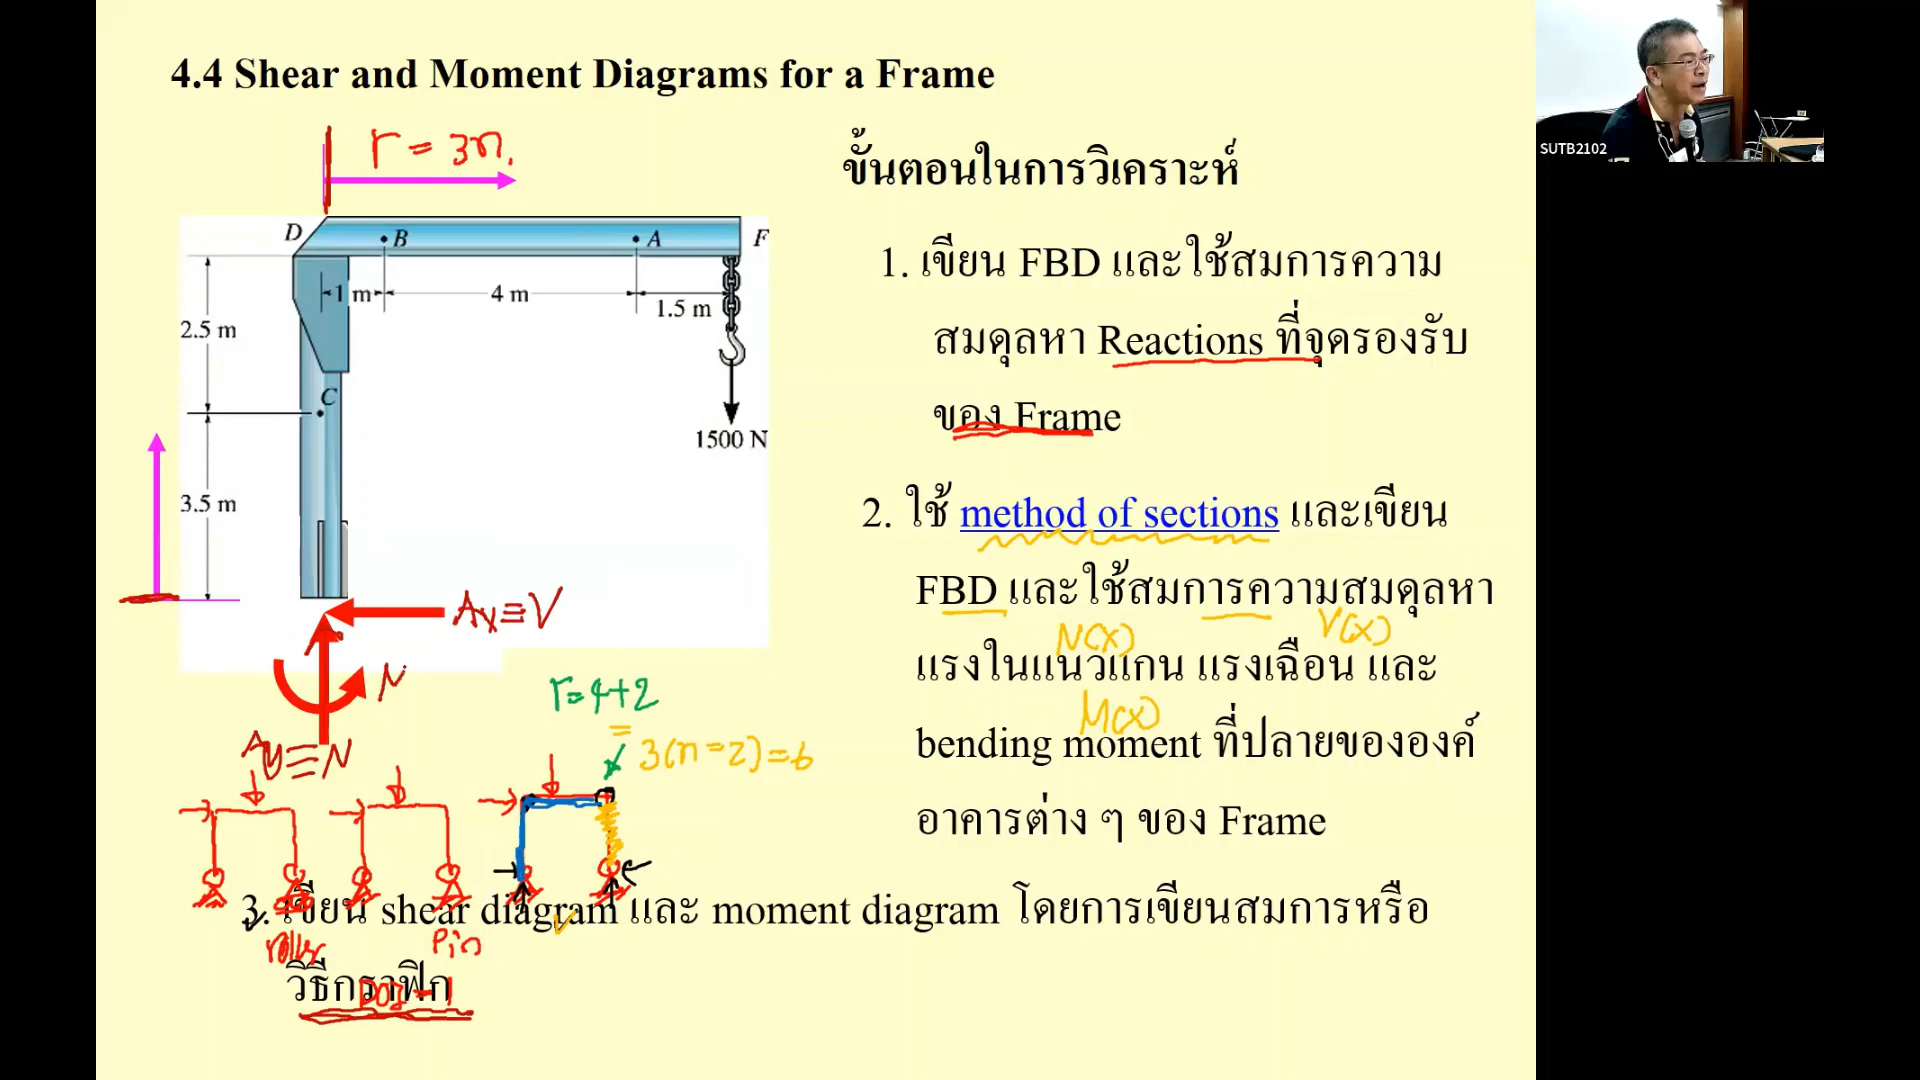 4.4 Shear and Moment Diagrams for a Frame
r = 3n.
SUTB2102
ขั้นตอนในการวิเคราะห์
D
B
A
F
1 m
4 m
1.5 m
2.5 m
C
1500 N
3.5 m
1. เขียน FBD และใช้สมการความ
สมดุลหา Reactions ที่จุดรองรับ
ของ Frame
2. ใช้ method of sections และเขียน
FBD และใช้สมการความสมดุลหา
N(x) V(x)
แรงในแนวแกน แรงเฉือน และ
M(x)
bending moment ที่ปลายขององค์
อาคารต่าง ๆ ของ Frame
≡ V
Ay ≡ N
r = 4+2
3(n=2) = 6
3. เขียน shear diagram และ moment diagram โดยการเขียนสมการหรือ
roller
Pin
วิธีกราฟิก